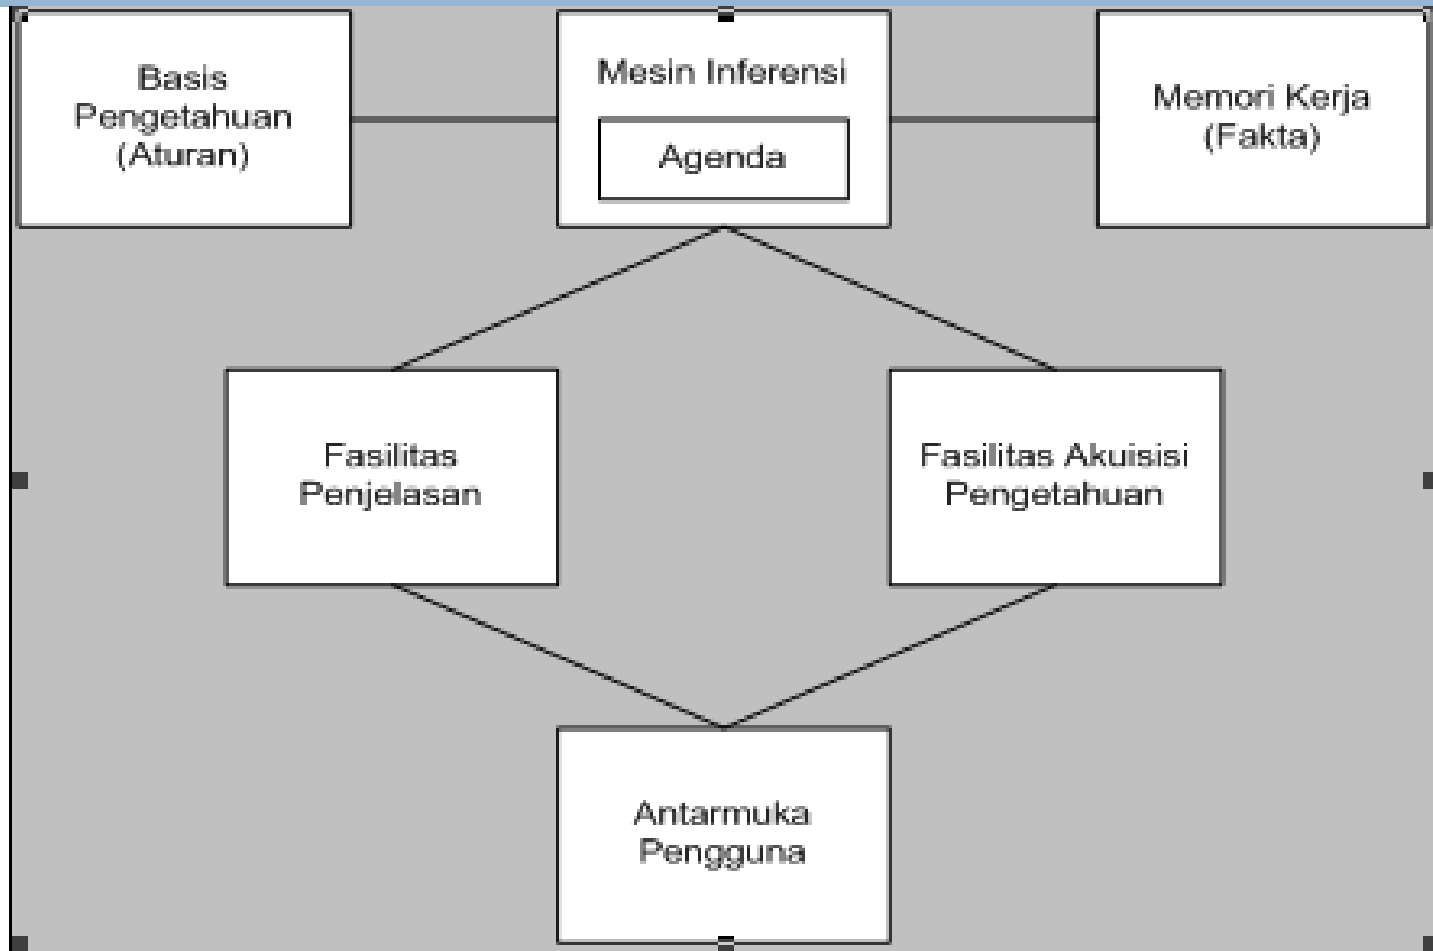 Basis
Pengetahuan
(Aturan)
Mesin Inferensi
Agenda
Memori Kerja
(Fakta)
Fasilitas
Penjelasan
Fasilitas Akuisisi
Pengetahuan
Antarmuka
Pengguna